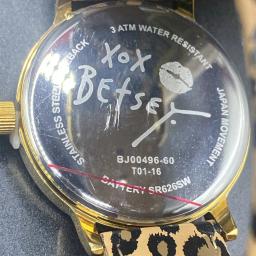 3 ATM WATER RESISTANT
STAINLESS STEEL BACK
JAPAN MOVEMENT
XOX
BETSEY
BJ00496-60
T01-16
BATTERY SR626SW